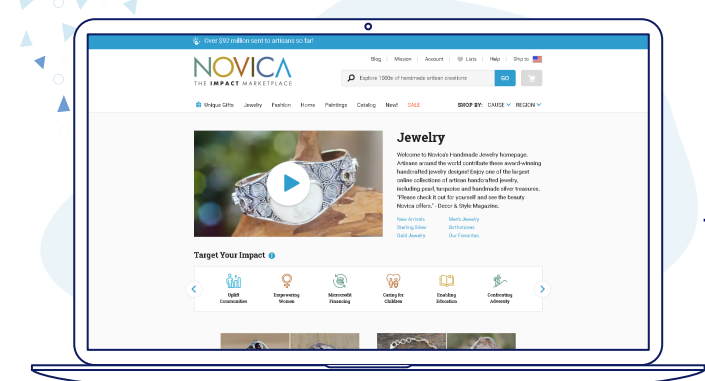 Over $92 million sent to artisans so far!
Blog | Mission | Account | Lists | Help | Ship to
NOVICA
THE IMPACT MARKETPLACE
Explore 1000s of handmade artisan creations
GO
Unique Gifts Jewelry Fashion Home Paintings Catalog New! SALE SHOP BY: CAUSE REGION
Jewelry
Welcome to Novica's Handmade Jewelry homepage.
Artisans around the world contribute these award-winning
handcrafted jewelry designs! Enjoy one of the largest
online collections of artisan handcrafted jewelry,
including pearl, turquoise and handmade silver treasures.
"Please check it out for yourself and see the beauty
Novica offers." - Decor & Style Magazine.
New Arrivals Men's Jewelry
Sterling Silver Birthstones
Gold Jewelry Our Favorites
Target Your Impact
Uplift
Communities
Empowering
Women
Microcredit
Financing
Caring for
Children
Enabling
Education
Confronting
Adversity